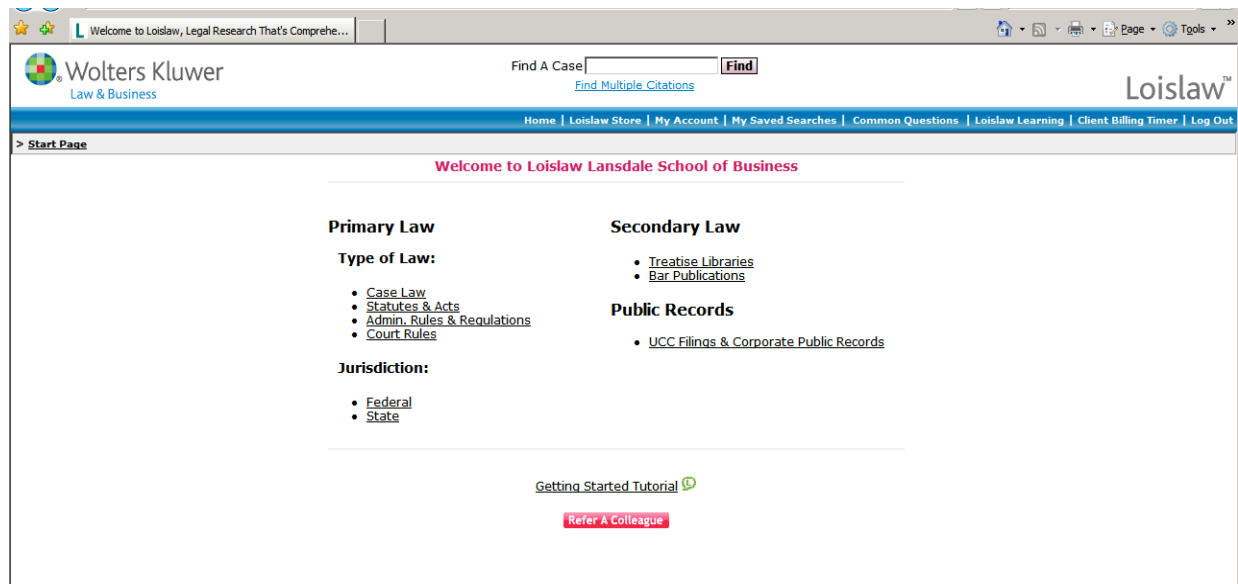 Welcome to Loislaw, Legal Research That's Comprehe...
Page
Tools
»
Wolters Kluwer
Law & Business
Find A Case
Find
Find Multiple Citations
Loislaw™
Home | Loislaw Store | My Account | My Saved Searches | Common Questions | Loislaw Learning | Client Billing Timer | Log Out
> Start Page
Welcome to Loislaw Lansdale School of Business
Primary Law
Type of Law:
• Case Law
• Statutes & Acts
• Admin. Rules & Regulations
• Court Rules
Jurisdiction:
• Federal
• State
Secondary Law
• Treatise Libraries
• Bar Publications
Public Records
• UCC Filings & Corporate Public Records
Getting Started Tutorial
Refer A Colleague